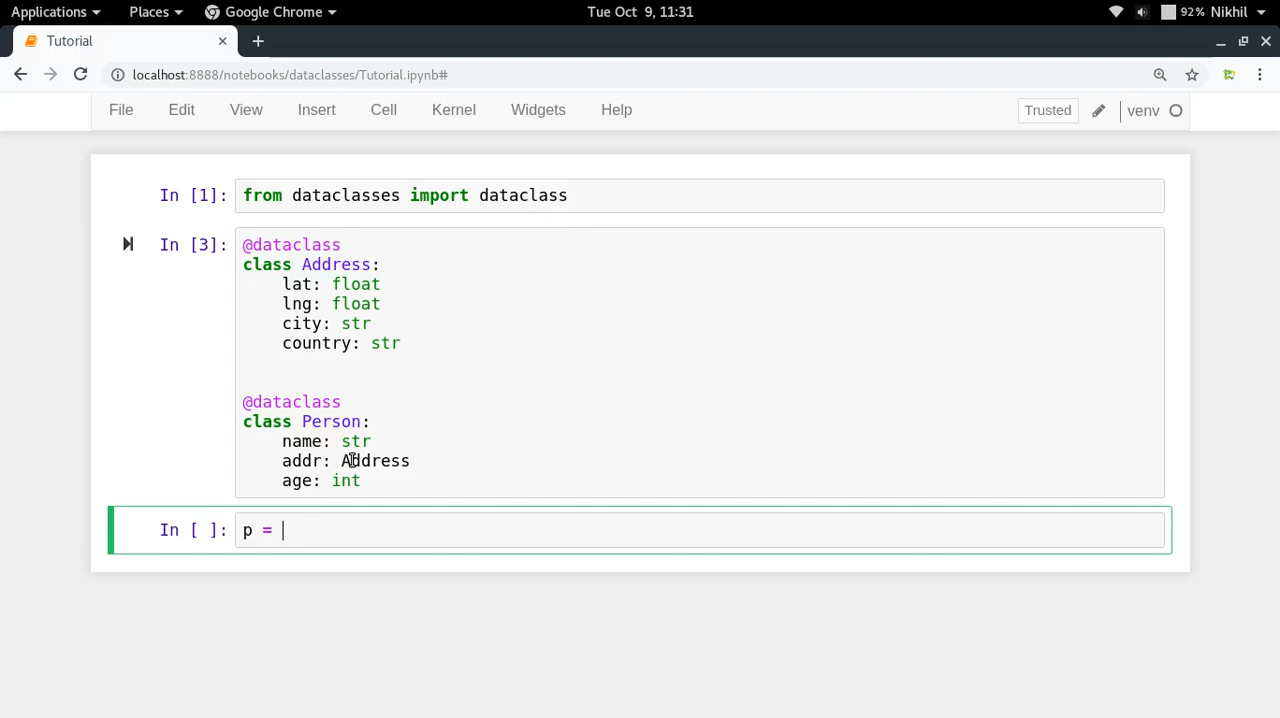 Applications Places Google Chrome Tue Oct 9, 11:31 92% Nikhil
Tutorial
localhost:8888/notebooks/dataclasses/Tutorial.ipynb#
File Edit View Insert Cell Kernel Widgets Help Trusted venv
In [1]: from dataclasses import dataclass
In [3]: @dataclass
class Address:
    lat: float
    lng: float
    city: str
    country: str
@dataclass
class Person:
    name: str
    addr: Address
    age: int
In [ ]: p =